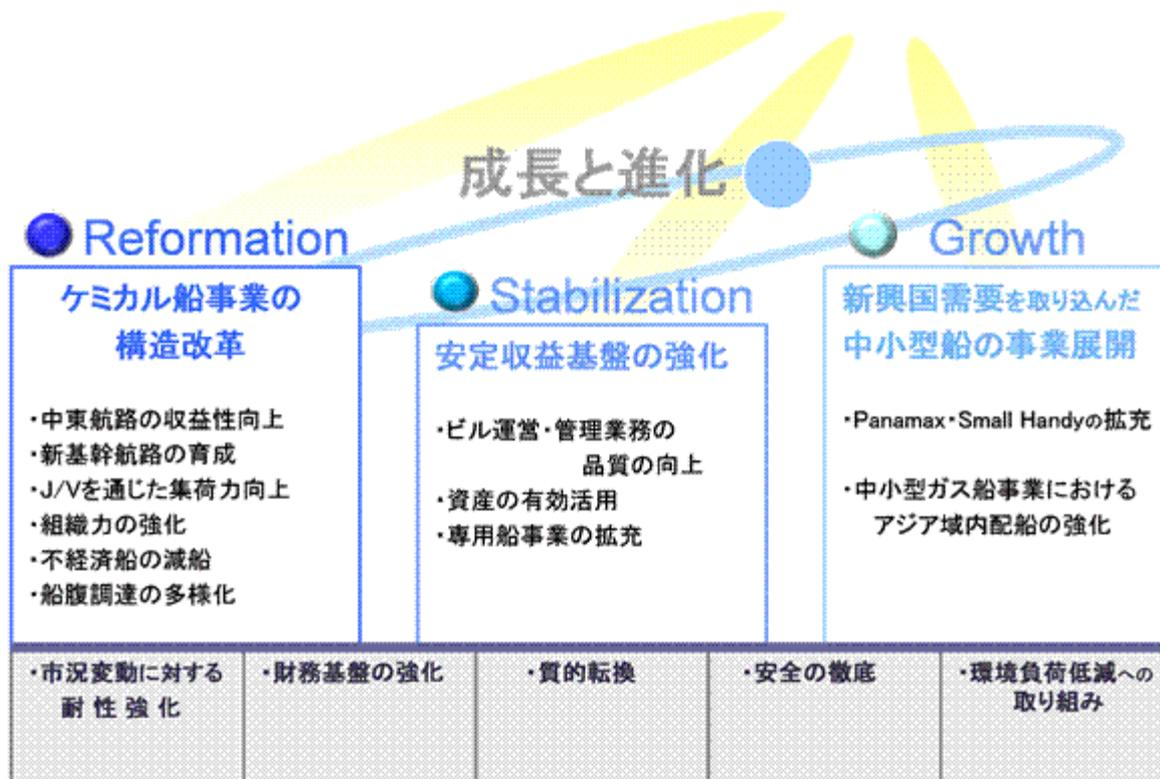 成長と進化
Reformation
ケミカル船事業の
構造改革
・中東航路の収益性向上
・新基幹航路の育成
・J/Vを通じた集荷力向上
・組織力の強化
・不経済船の減船
・船腹調達の多様化
Stabilization
安定収益基盤の強化
・ビル運営・管理業務の
品質の向上
・資産の有効活用
・専用船事業の拡充
Growth
新興国需要を取り込んだ
中小型船の事業展開
・Panamax・Small Handyの拡充
・中小型ガス船事業における
アジア域内配船の強化
・市況変動に対する
耐性強化
・財務基盤の強化
・質的転換
・安全の徹底
・環境負荷低減への
取り組み